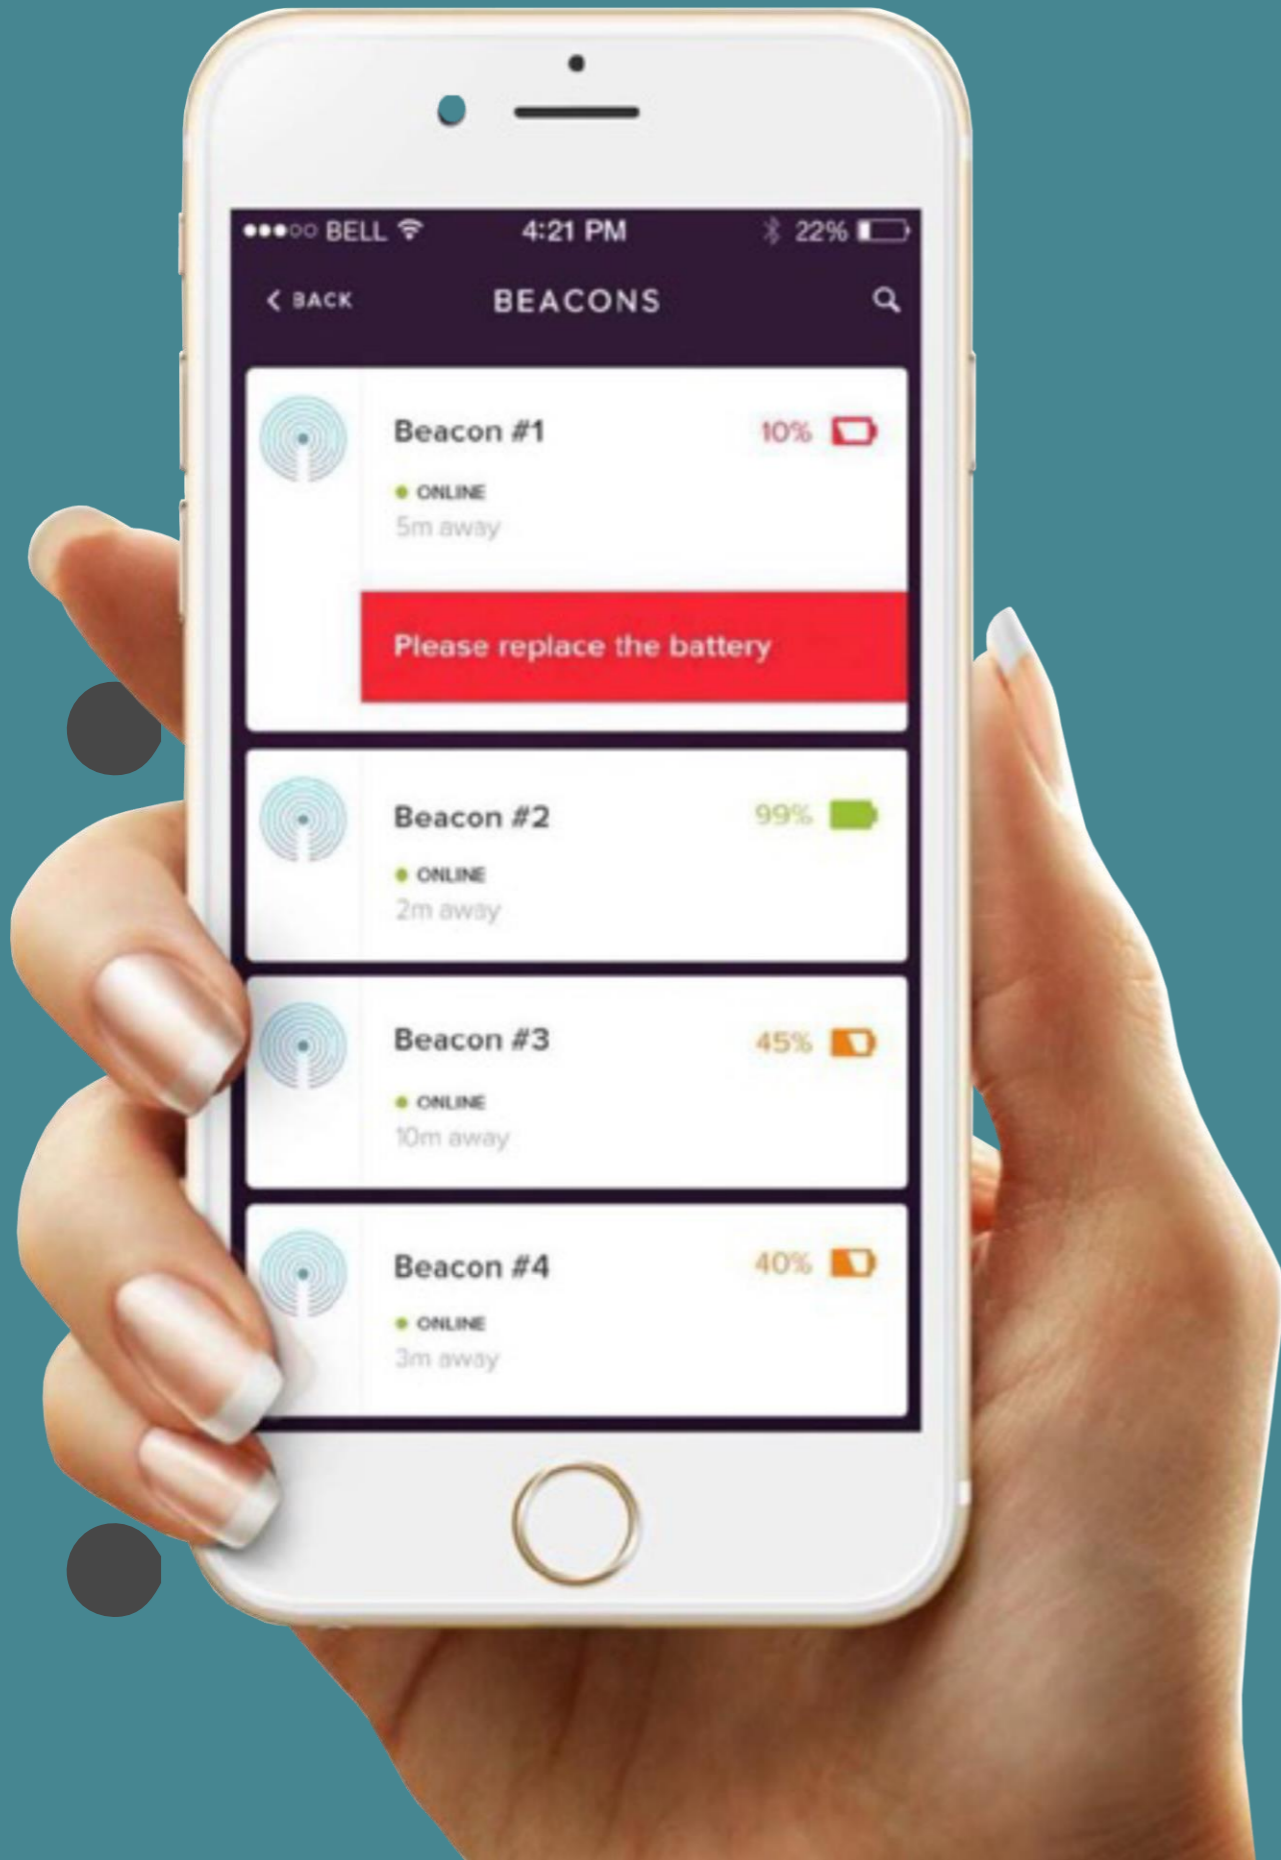 BELL 4:21 PM 22%
BACK BEACONS
Beacon #1 10%
ONLINE
5m away
Please replace the battery
Beacon #2 99%
ONLINE
2m away
Beacon #3 45%
ONLINE
10m away
Beacon #4 40%
ONLINE
3m away